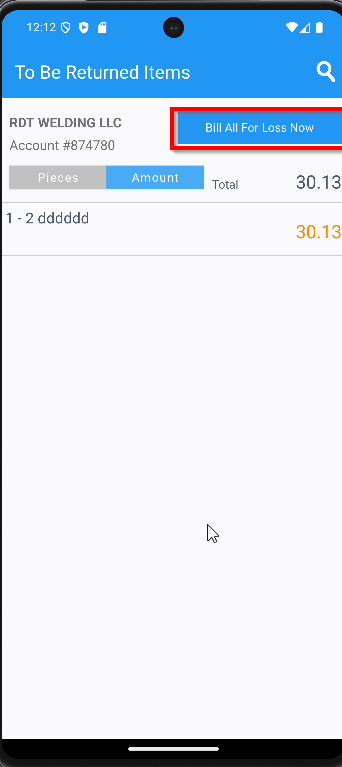 12:12
To Be Returned Items
RDT WELDING LLC
Bill All For Loss Now
Account #874780
Pieces Amount Total 30.13
1 - 2 dddddd
30.13